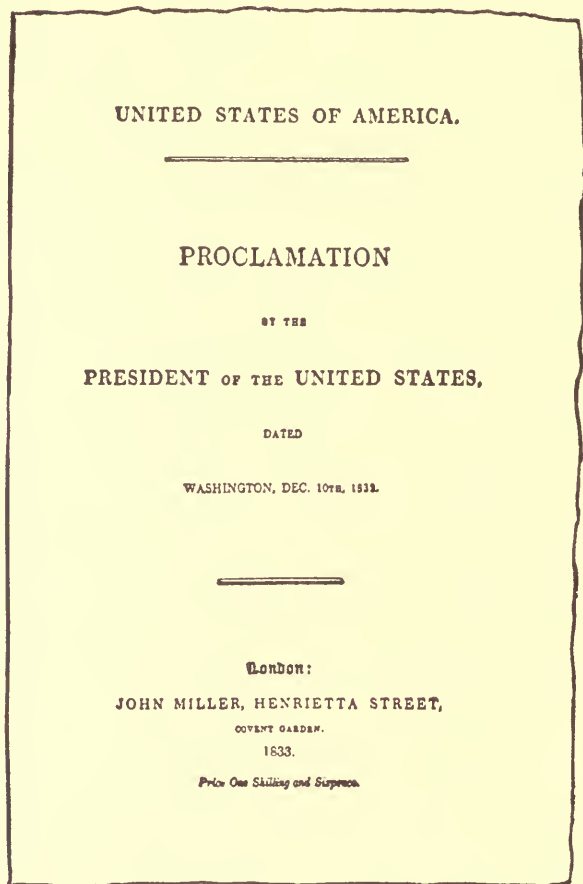 UNITED STATES OF AMERICA.
PROCLAMATION
BY THE
PRESIDENT OF THE UNITED STATES,
DATED
WASHINGTON, DEC. 10TH, 1832.
London:
JOHN MILLER, HENRIETTA STREET,
COVENT GARDEN.
1833.
Price One Shilling and Sixpence.